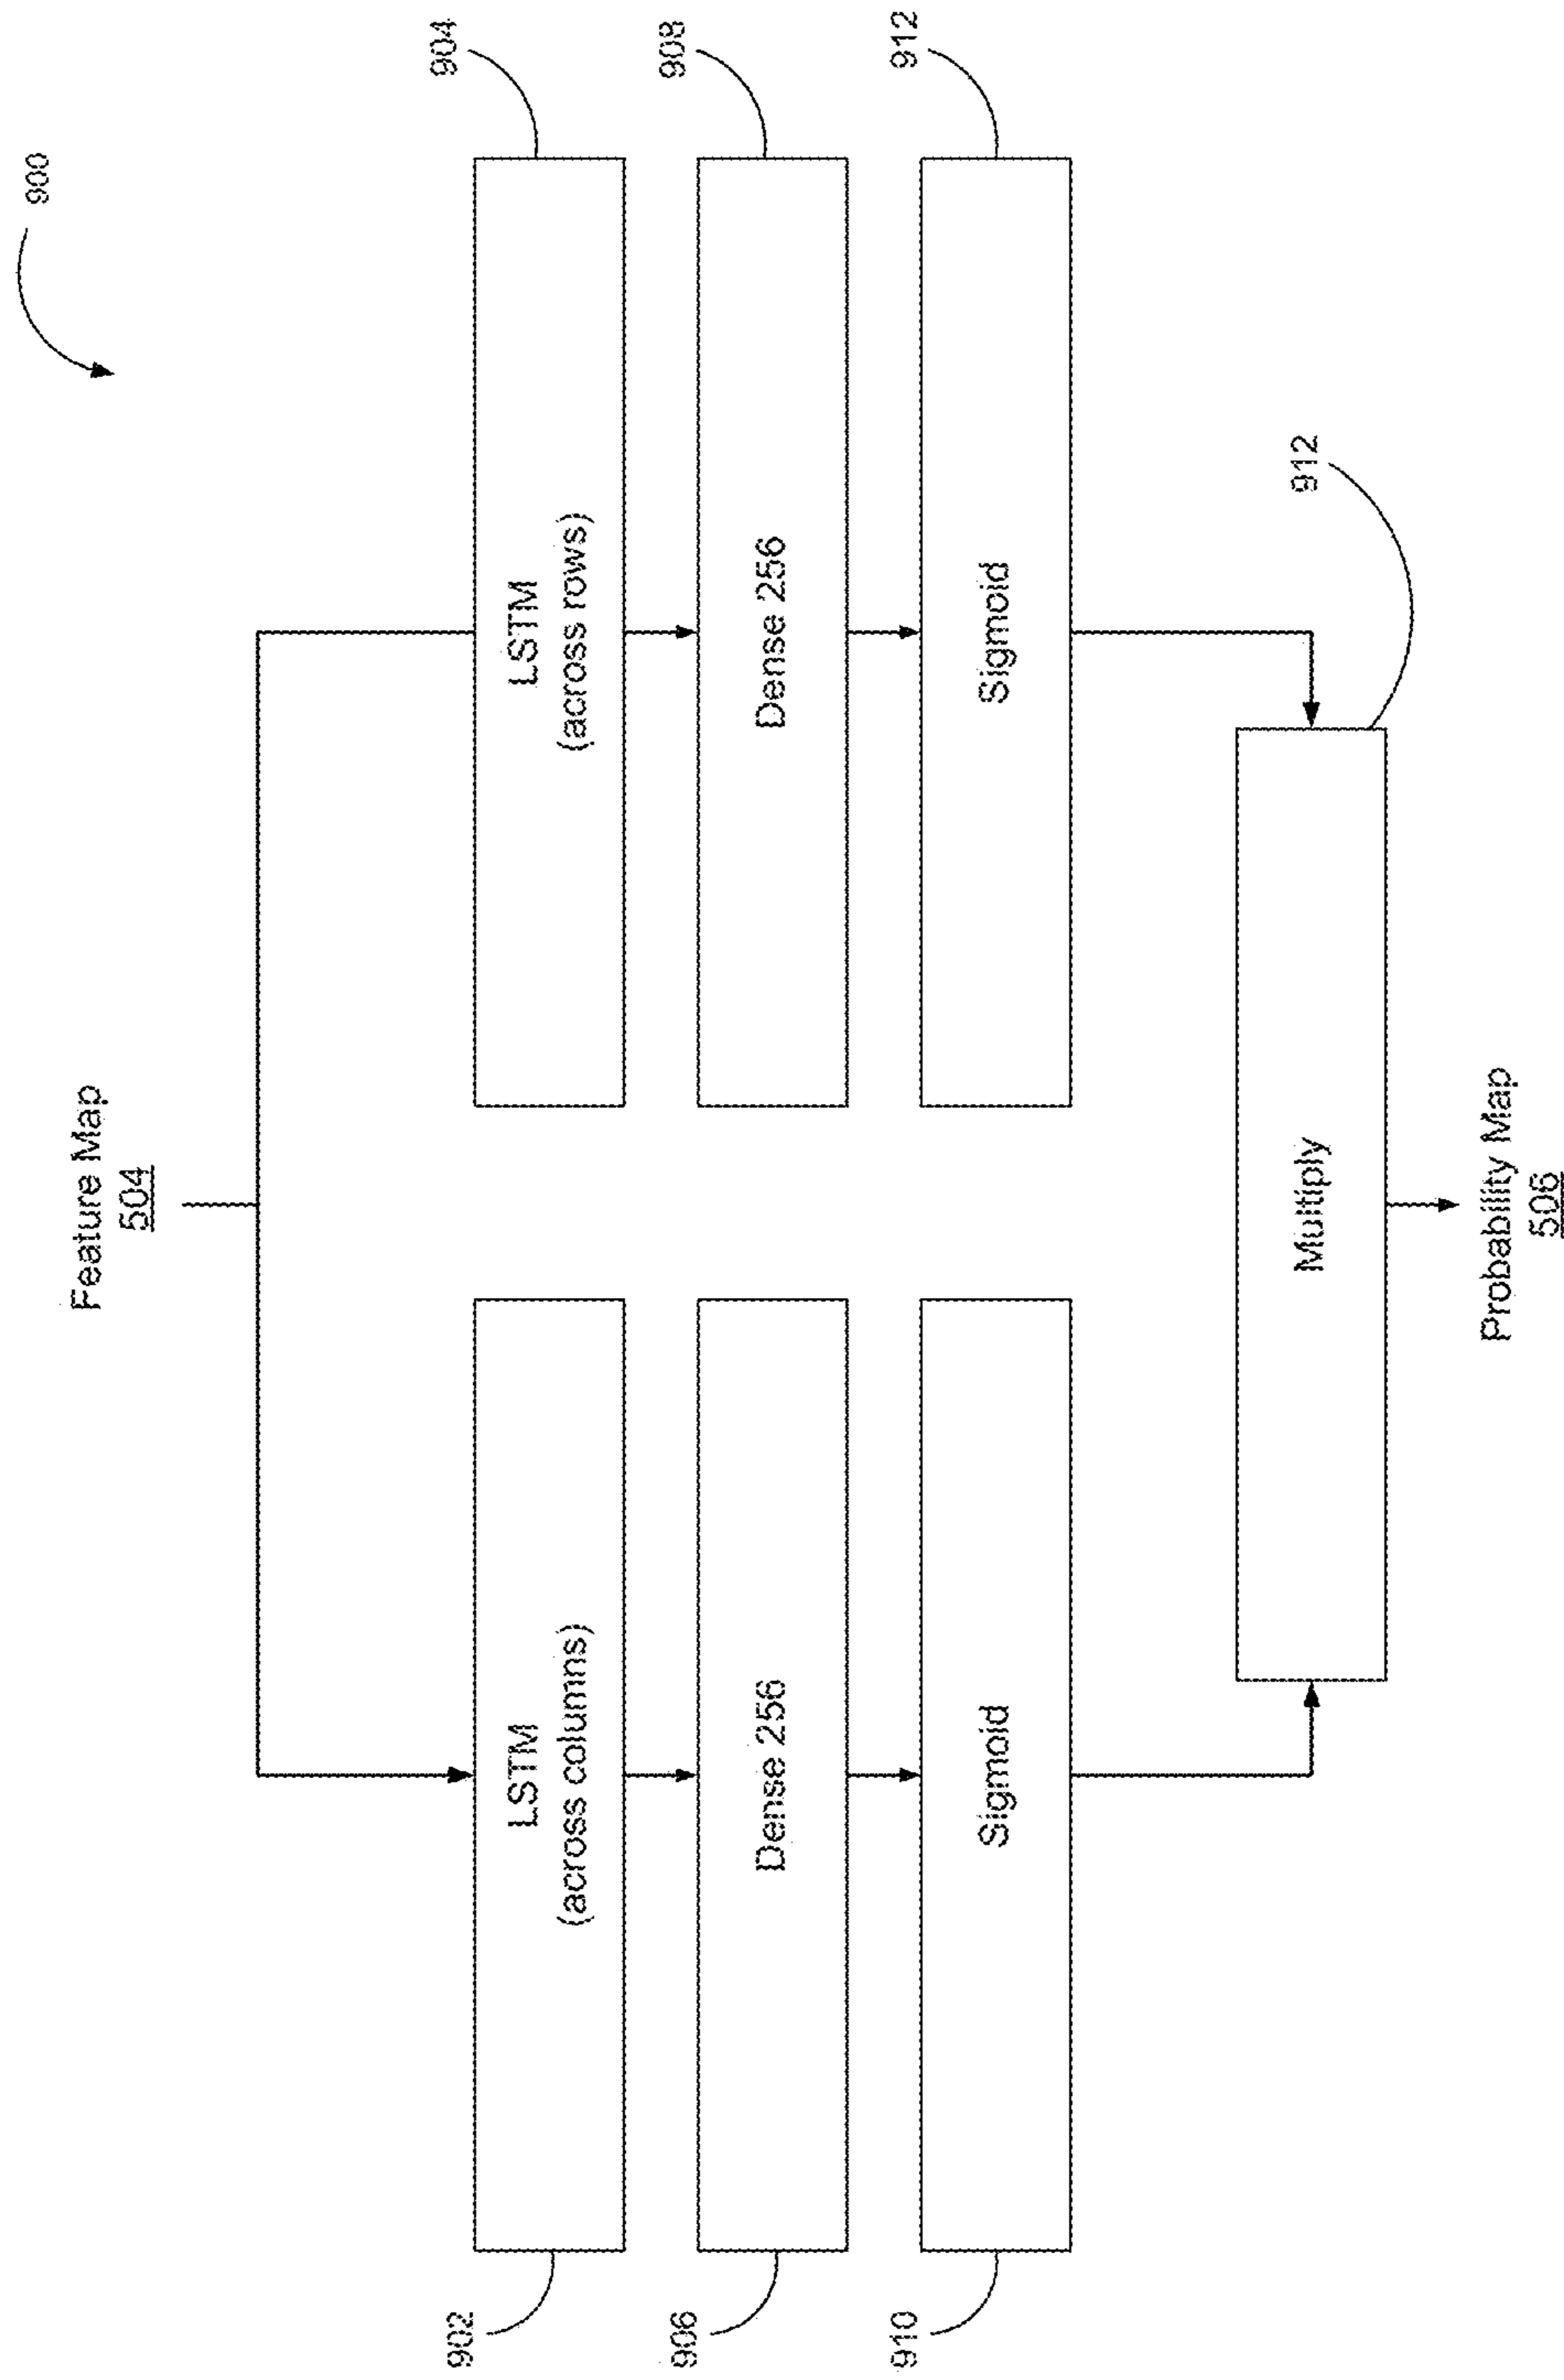 900
Feature Map
504
902
LSTM
(across columns)
LSTM
(across rows)
904
906
Dense 256
Dense 256
908
910
Sigmoid
Sigmoid
912
Multiply
912
Probability Map
506